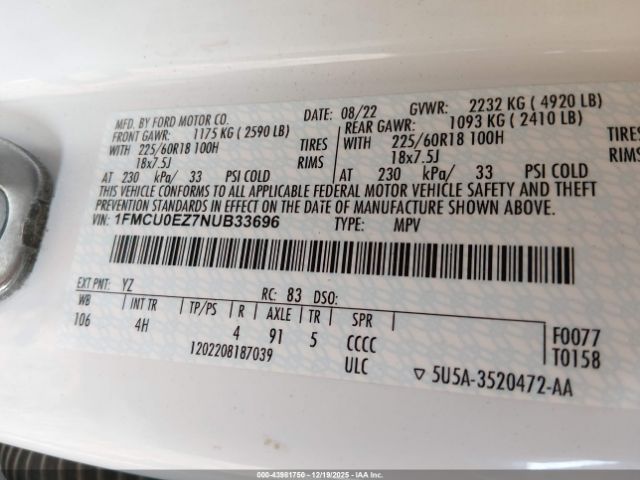 MFD. BY FORD MOTOR CO. DATE: 08/22 GVWR: 2232 KG ( 4920 LB)
FRONT GAWR: 1175 KG ( 2590 LB) REAR GAWR: 1093 KG ( 2410 LB)
WITH 225/60R18 100H TIRES WITH 225/60R18 100H TIRES
18x7.5J RIMS 18x7.5J RIMS
AT 230 kPa/ 33 PSI COLD AT 230 kPa/ 33 PSI COLD
THIS VEHICLE CONFORMS TO ALL APPLICABLE FEDERAL MOTOR VEHICLE SAFETY AND THEFT
PREVENTION STANDARDS IN EFFECT ON THE DATE OF MANUFACTURE SHOWN ABOVE.
VIN: 1FMCU0EZ7NUB33696 TYPE: MPV
EXT PNT: YZ RC: 83 DSO:
WB INT TR TP/PS R AXLE TR SPR
106 4H 4 91 5 CCCC F0077
1202208187039 ULC T0158
▽ 5U5A-3520472-AA
000-43981750 - 12/19/2025 - IAAI.COM